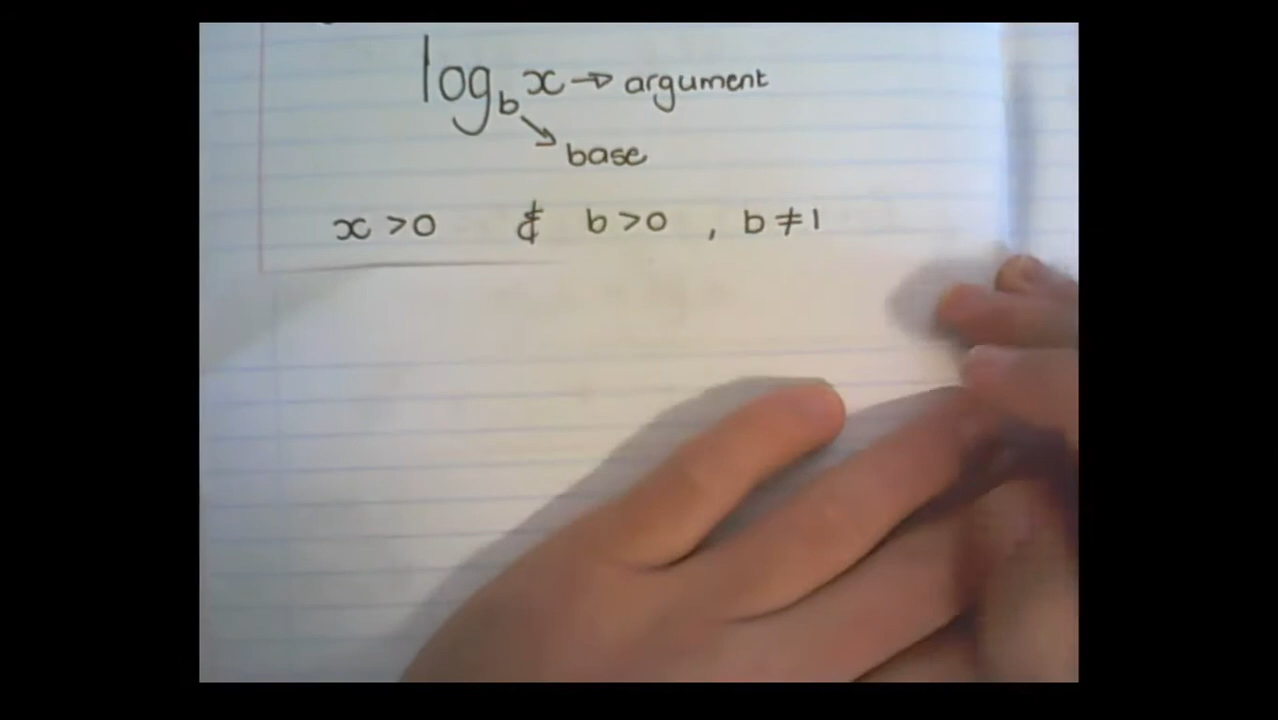 log_b x → argument
↘ base
x > 0 & b > 0 , b ≠ 1